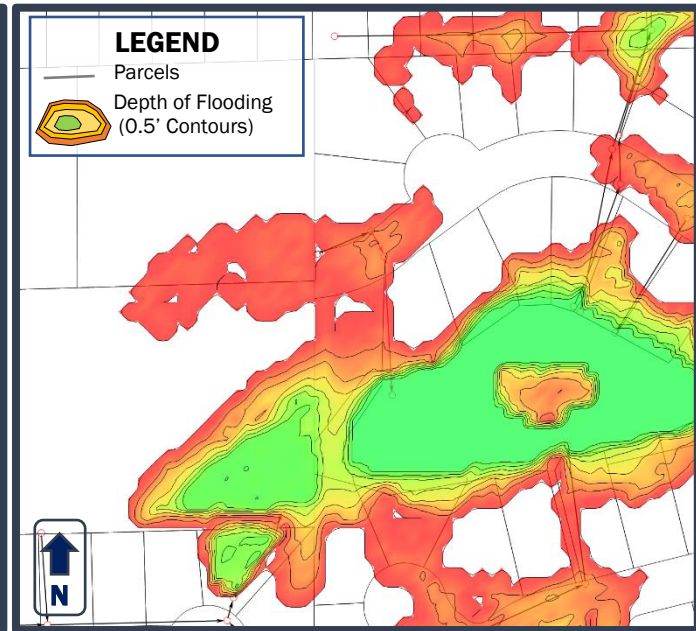 LEGEND
Parcels
Depth of Flooding
(0.5’ Contours)
N